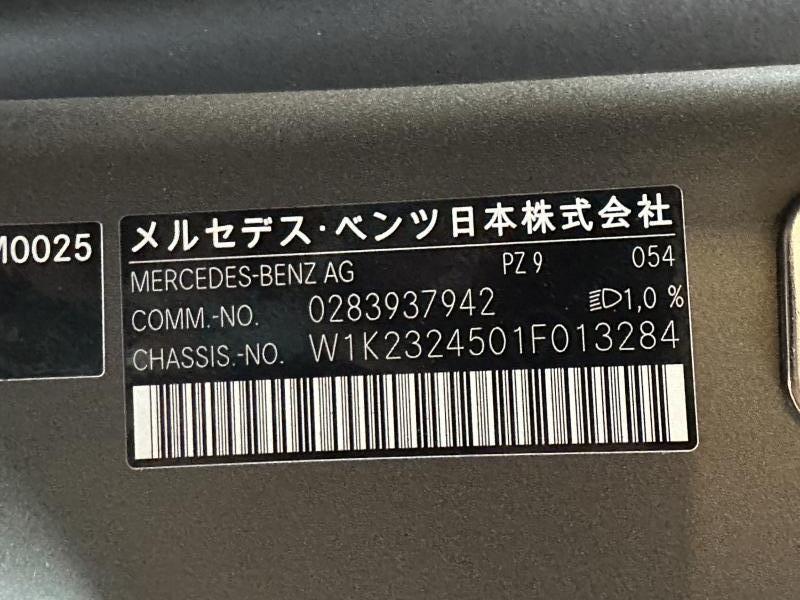 M0025
メルセデス・ベンツ日本株式会社
MERCEDES-BENZ AG PZ 9 054
COMM.-NO. 0283937942 1,0 %
CHASSIS.-NO. W1K2324501F013284